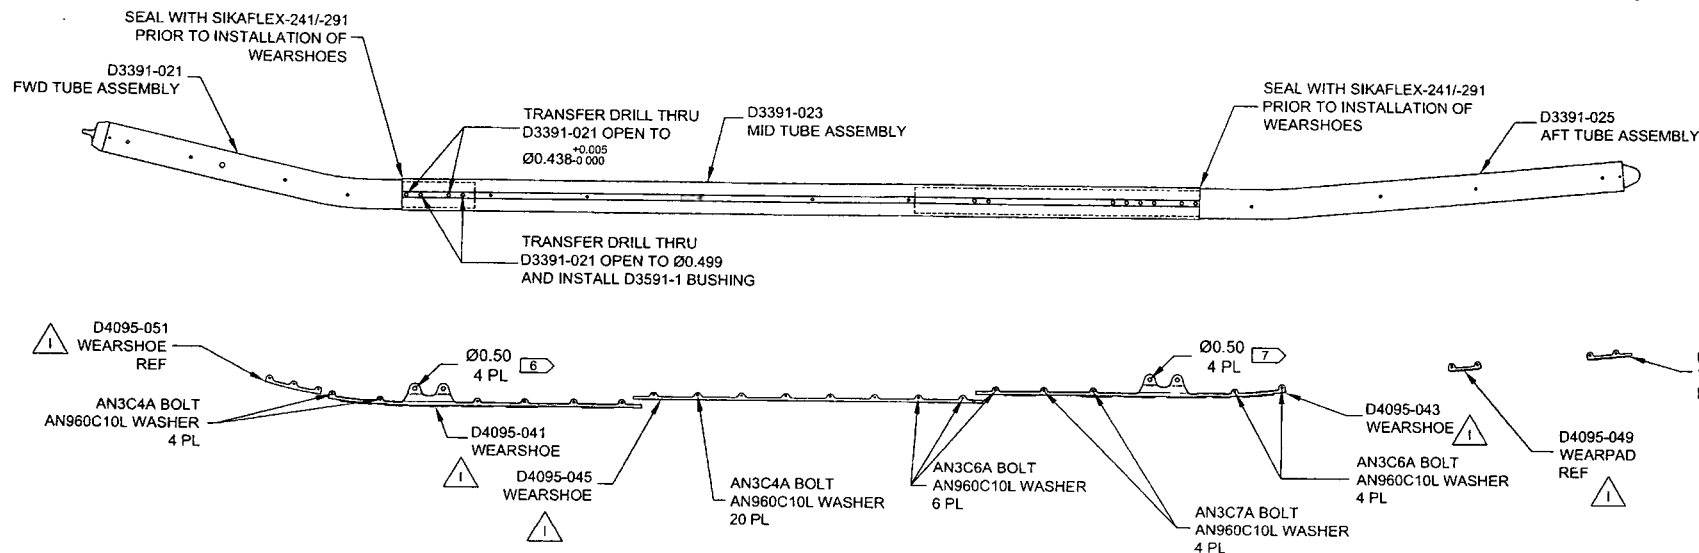 SEAL WITH SIKAFLEX-241/-291
PRIOR TO INSTALLATION OF
WEARSHOES
D3391-021
FWD TUBE ASSEMBLY
TRANSFER DRILL THRU
D3391-021 OPEN TO
Ø0.438 +0.005 -0.000
D3391-023
MID TUBE ASSEMBLY
SEAL WITH SIKAFLEX-241/-291
PRIOR TO INSTALLATION OF
WEARSHOES
D3391-025
AFT TUBE ASSEMBLY
TRANSFER DRILL THRU
D3391-021 OPEN TO Ø0.499
AND INSTALL D3591-1 BUSHING
1
D4095-051
WEARSHOE
REF
Ø0.50
4 PL
6
Ø0.50
4 PL
7
AN3C4A BOLT
AN960C10L WASHER
4 PL
D4095-041
WEARSHOE
1
D4095-045
WEARSHOE
1
AN3C4A BOLT
AN960C10L WASHER
20 PL
AN3C6A BOLT
AN960C10L WASHER
6 PL
AN3C7A BOLT
AN960C10L WASHER
4 PL
D4095-043
WEARSHOE
1
AN3C6A BOLT
AN960C10L WASHER
4 PL
D4095-049
WEARPAD
REF
1